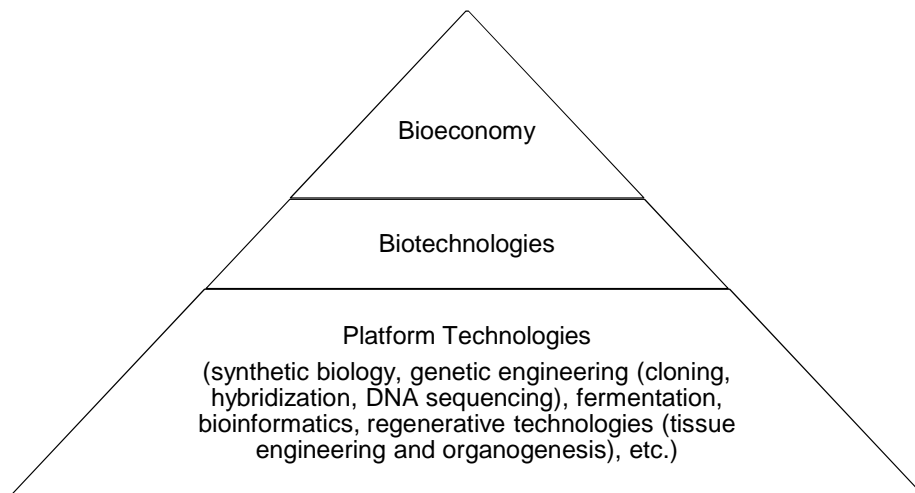 Bioeconomy
Biotechnologies
Platform Technologies
(synthetic biology, genetic engineering (cloning,
hybridization, DNA sequencing), fermentation,
bioinformatics, regenerative technologies (tissue
engineering and organogenesis), etc.)